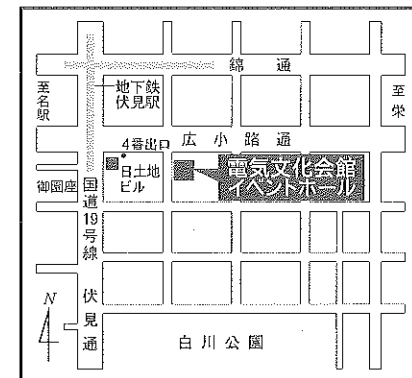 錦通
地下鉄
伏見駅
至名駅
至栄
4番出口
広小路通
電気文化会館
イベントホール
日土地
ビル
御園座
国道19号線
伏見通
N
白川公園